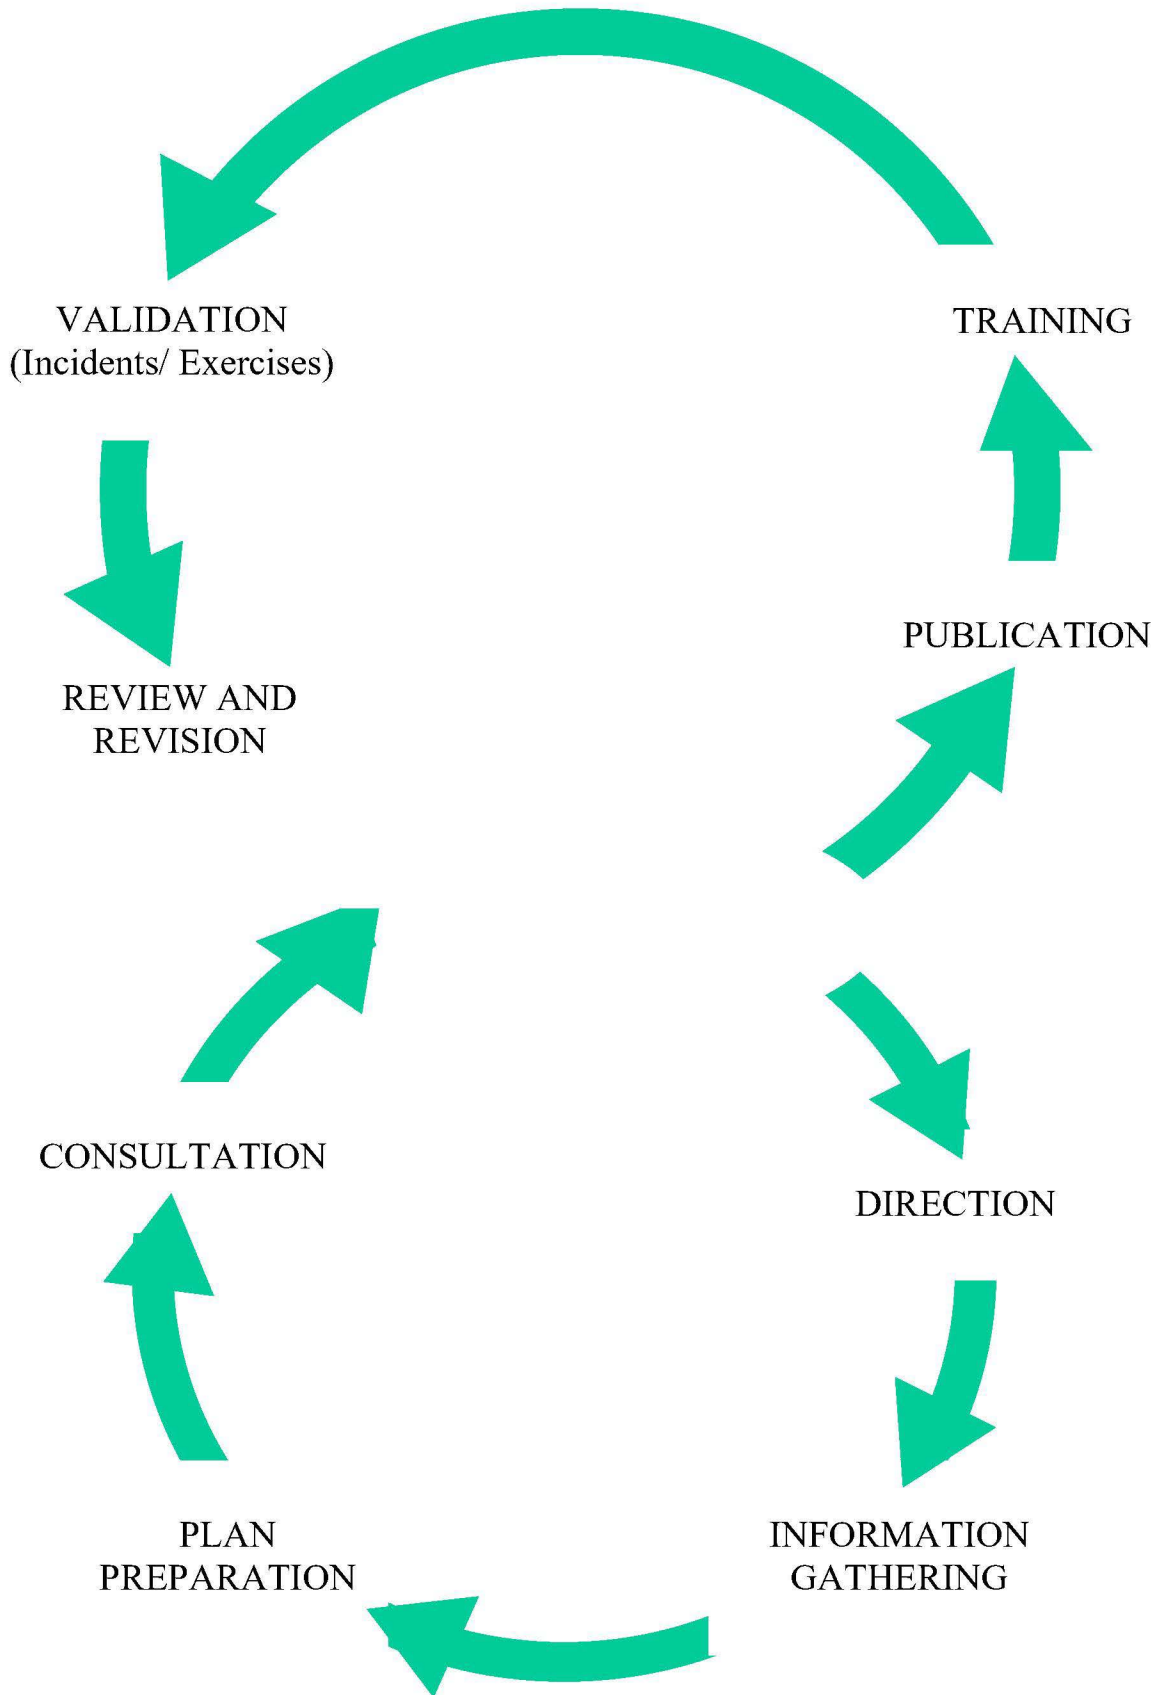 VALIDATION
(Incidents/ Exercises)
TRAINING
PUBLICATION
REVIEW AND
REVISION
CONSULTATION
DIRECTION
PLAN
PREPARATION
INFORMATION
GATHERING